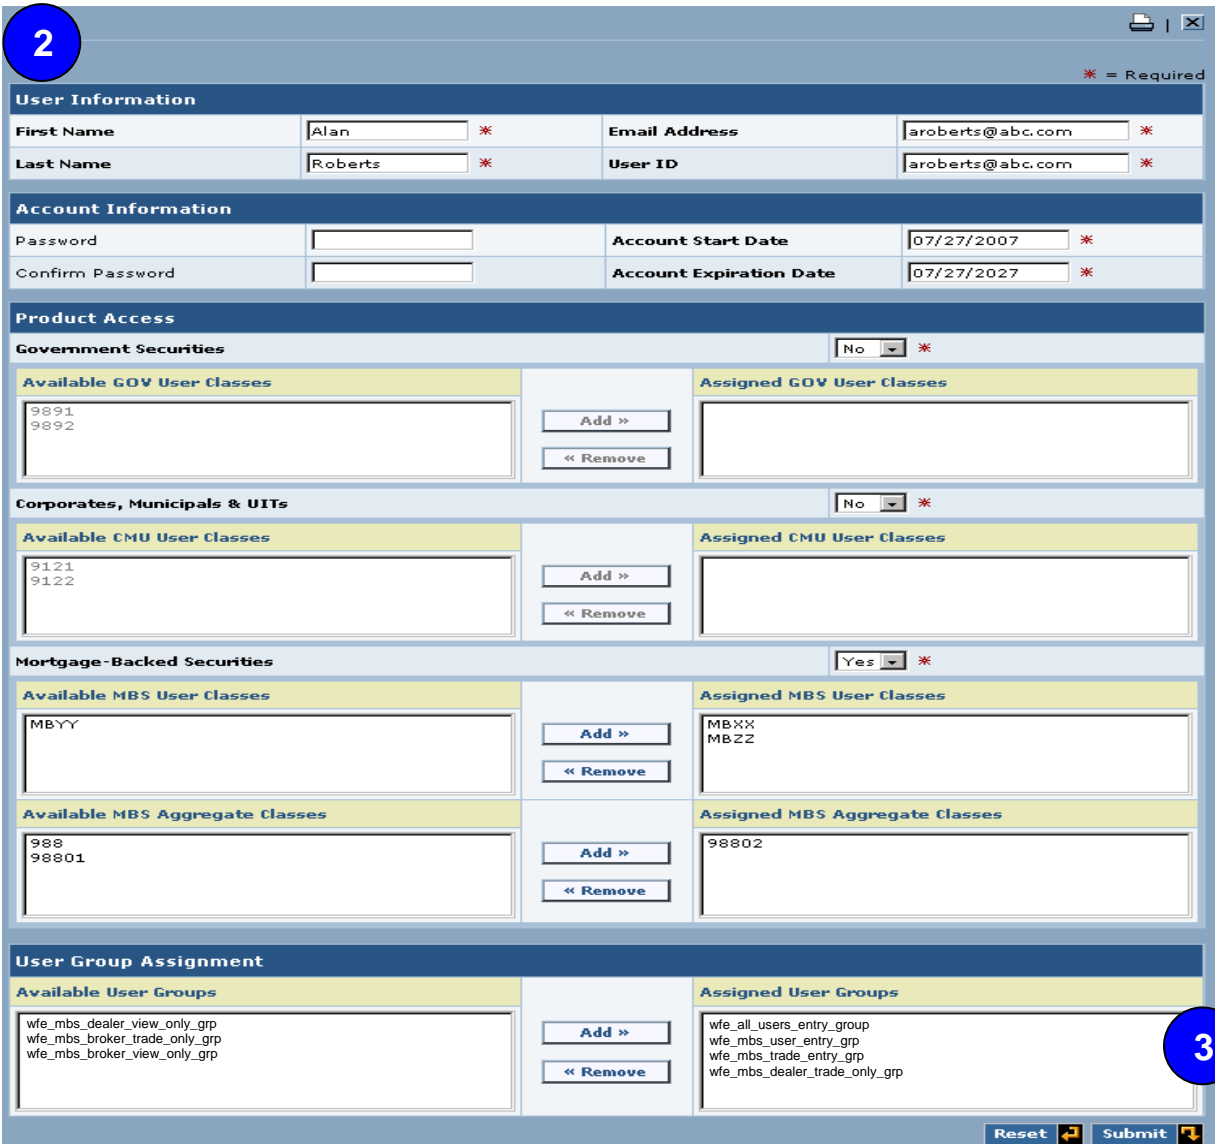 2
|
* = Required
User Information
First Name Alan * Email Address aroberts@abc.com *
Last Name Roberts * User ID aroberts@abc.com *
Account Information
Password Account Start Date 07/27/2007 *
Confirm Password Account Expiration Date 07/27/2027 *
Product Access
Government Securities No *
Available GOV User Classes Assigned GOV User Classes
9891
9892
Add »
« Remove
Corporates, Municipals & UITs No *
Available CMU User Classes Assigned CMU User Classes
9121
9122
Add »
« Remove
Mortgage-Backed Securities Yes *
Available MBS User Classes Assigned MBS User Classes
MBYY
Add »
« Remove
MBXX
MBZZ
Available MBS Aggregate Classes Assigned MBS Aggregate Classes
988
98801
Add »
« Remove
98802
User Group Assignment
Available User Groups Assigned User Groups
wfe_mbs_dealer_view_only_grp
wfe_mbs_broker_trade_only_grp
wfe_mbs_broker_view_only_grp
Add »
« Remove
wfe_all_users_entry_group
wfe_mbs_user_entry_grp
wfe_mbs_trade_entry_grp
wfe_mbs_dealer_trade_only_grp
3
Reset Submit